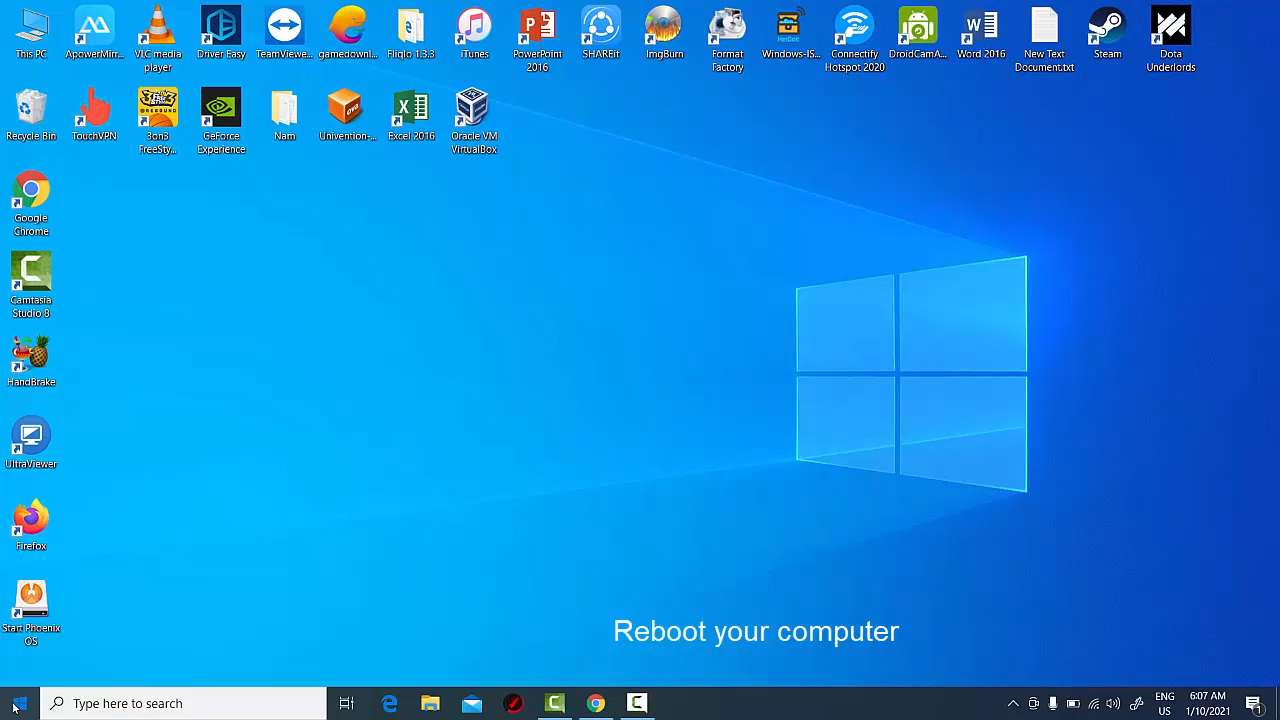 This PC
ApowerMirr...
VLC media
player
Driver Easy
TeamViewe...
gamedownl...
Fliqlo 1.3.3
iTunes
PowerPoint
2016
SHAREit
ImgBurn
Format
Factory
Windows-IS...
Connectify
Hotspot 2020
DroidCamA...
Word 2016
New Text
Document.txt
Steam
Dota
Underlords
Recycle Bin
TouchVPN
3on3
FreeSty...
GeForce
Experience
Nam
Univention-...
Excel 2016
Oracle VM
VirtualBox
Google
Chrome
Camtasia
Studio 8
HandBrake
UltraViewer
Firefox
Start Phoenix
OS
Reboot your computer
Type here to search
ENG
US
6:07 AM
1/10/2021